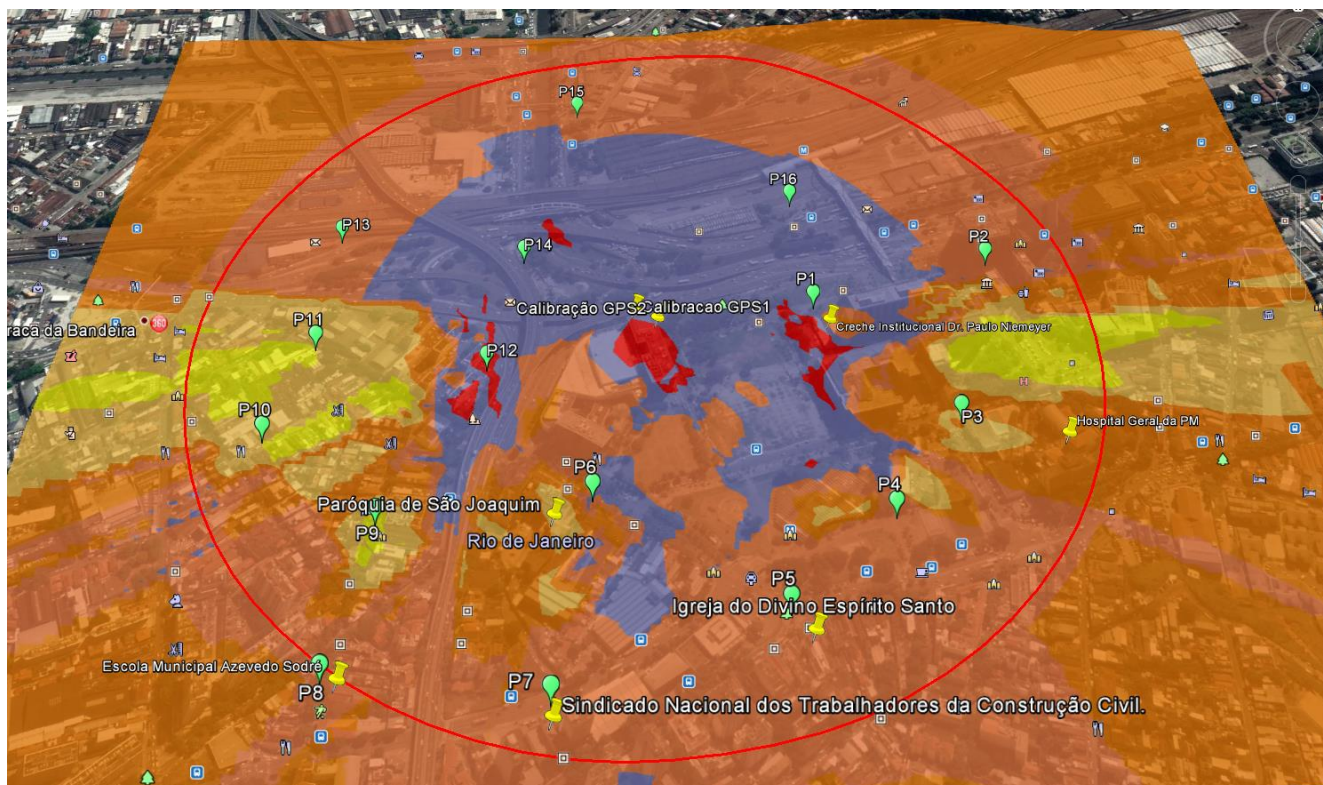 P15
P16
P13
P14
P2
P1
Calibração GPS2
Calibracao GPS1
Creche Institucional Dr. Paulo Niemeyer
raca da Bandeira
360
P11
P12
P10
P3
Hospital Geral da PM
P6
P4
Paróquia de São Joaquim
P9
Rio de Janeiro
P5
Igreja do Divino Espírito Santo
Escola Municipal Azevedo Sodré
P8
P7
Sindicado Nacional dos Trabalhadores da Construção Civil.